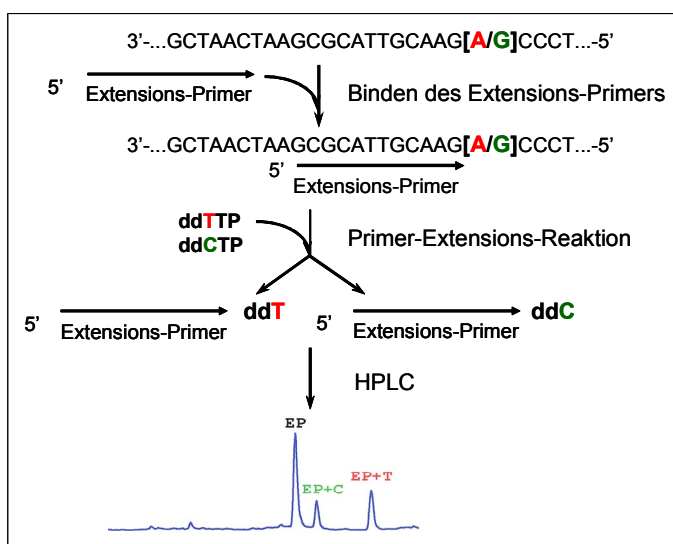 3'-...GCTAACTAAGCGCATTGCAAG[A/G]CCCT...-5'
5’
Extensions-Primer
Binden des Extensions-Primers
3'-...GCTAACTAAGCGCATTGCAAG[A/G]CCCT...-5'
5’
Extensions-Primer
ddTTP
ddCTP
Primer-Extensions-Reaktion
5’
Extensions-Primer
ddT
5’
Extensions-Primer
ddC
HPLC
EP
EP+C
EP+T